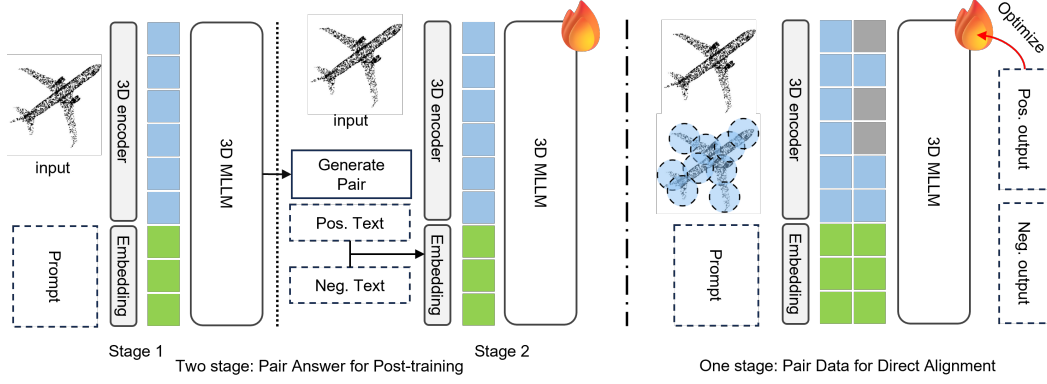 input
3D encoder
Prompt
Embedding
3D MLLM
Stage 1
input
Generate
Pair
Pos. Text
Neg. Text
3D encoder
Embedding
3D MLLM
Stage 2
Two stage: Pair Answer for Post-training
Prompt
3D encoder
Embedding
3D MLLM
Optimize
Pos. output
Neg. output
One stage: Pair Data for Direct Alignment